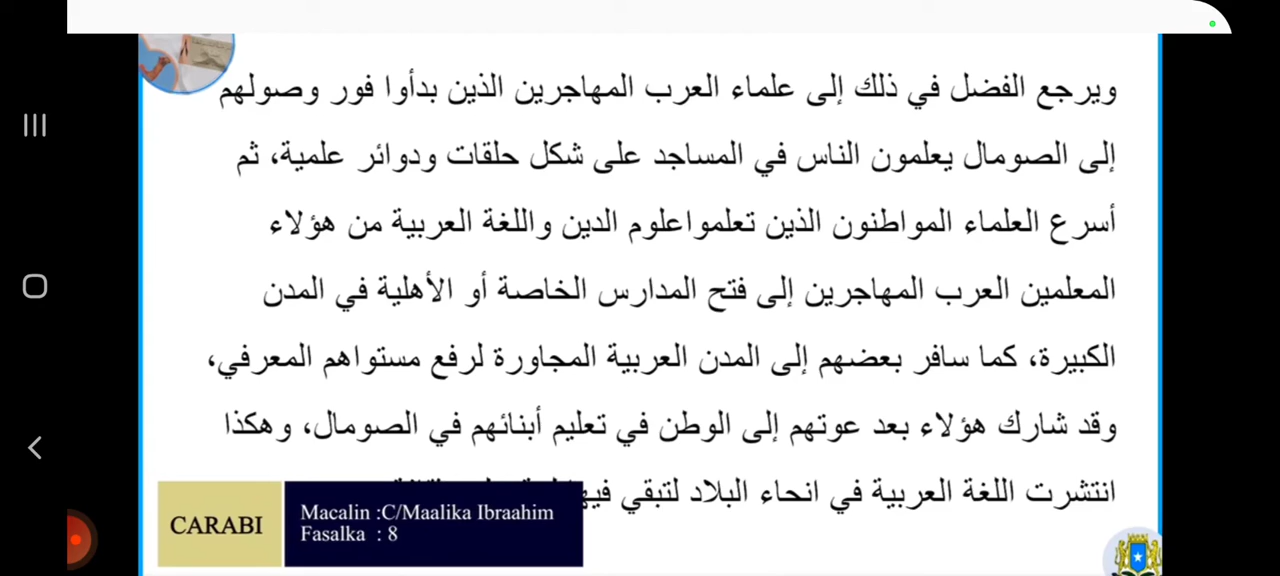 ويرجع الفضل في ذلك إلى علماء العرب المهاجرين الذين بدأوا فور وصولهم
إلى الصومال يعلمون الناس في المساجد على شكل حلقات ودوائر علمية، ثم
أسرع العلماء المواطنون الذين تعلمواعلوم الدين واللغة العربية من هؤلاء
المعلمين العرب المهاجرين إلى فتح المدارس الخاصة أو الأهلية في المدن
الكبيرة، كما سافر بعضهم إلى المدن العربية المجاورة لرفع مستواهم المعرفي،
وقد شارك هؤلاء بعد عوتهم إلى الوطن في تعليم أبنائهم في الصومال، وهكذا
انتشرت اللغة العربية في انحاء البلاد لتبقي
CARABI
Macalin :C/Maalika Ibraahim
Fasalka : 8